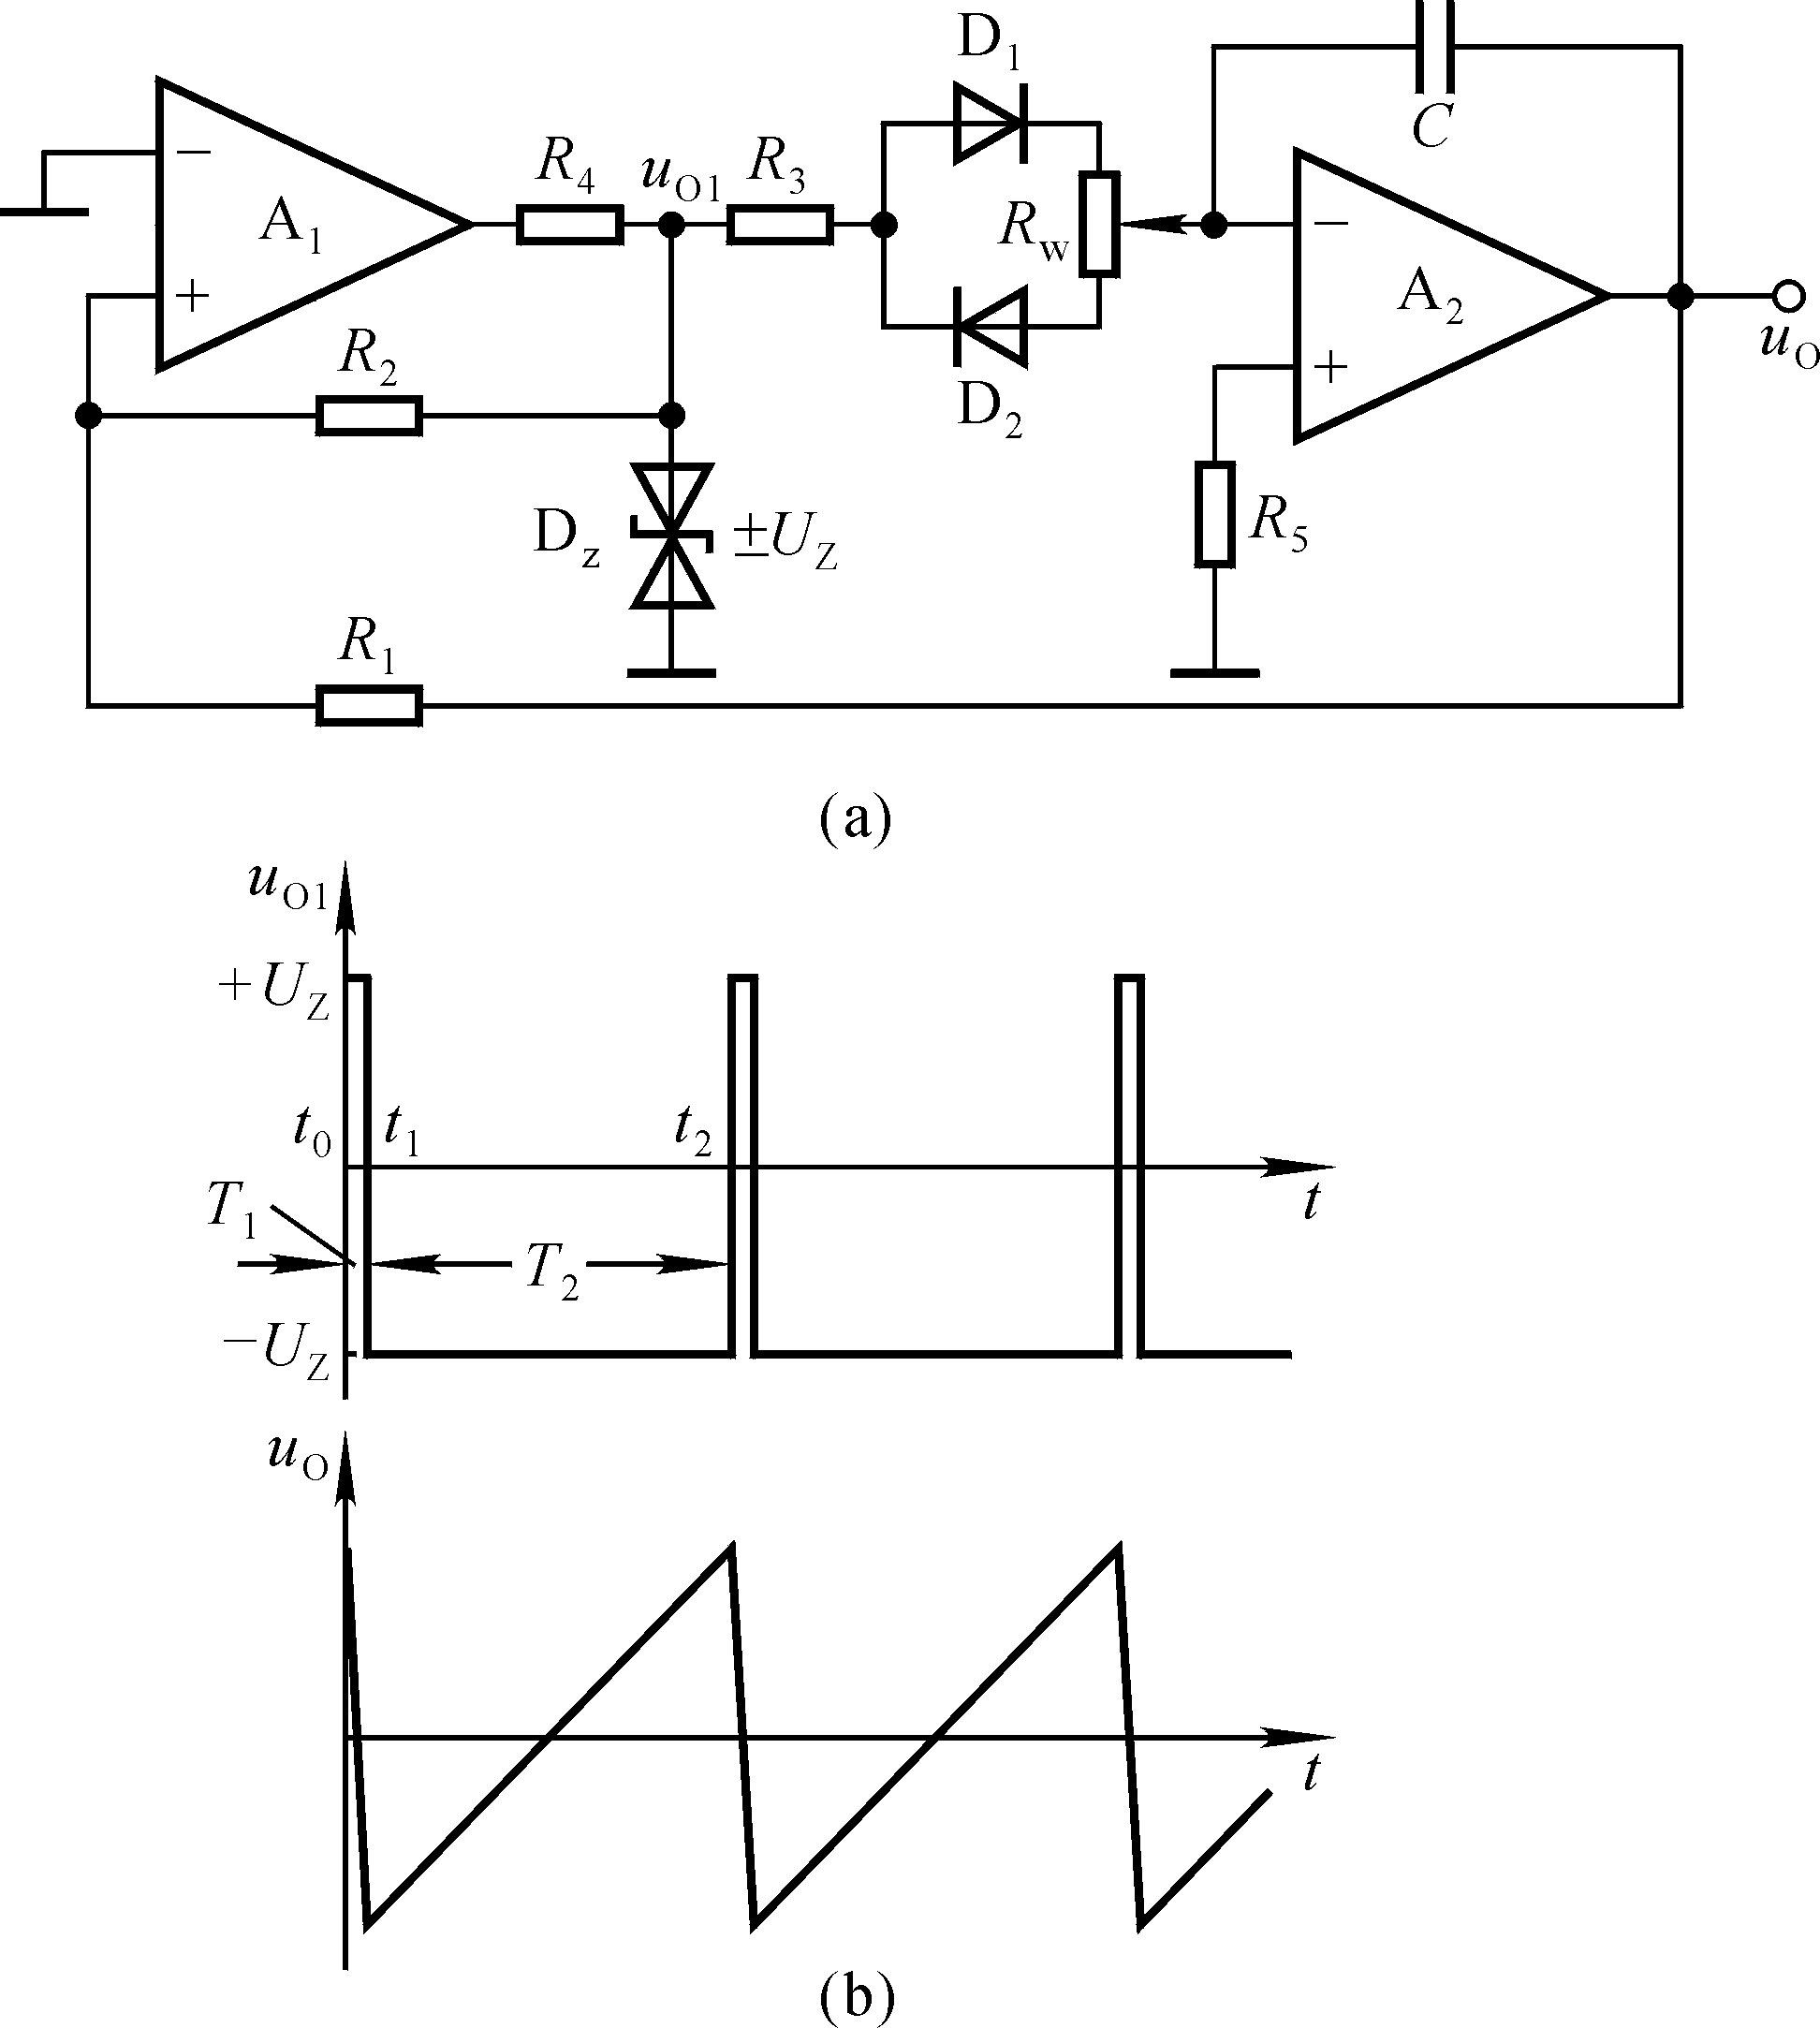 D1
C
R4 uO1 R3
− A1 Rw − A2
+ +
R2 D2 uO
Dz ±UZ R5
R1
(a)
uO1
+UZ
t0 t1 t2
t
T1
T2
−UZ
uO
t
(b)